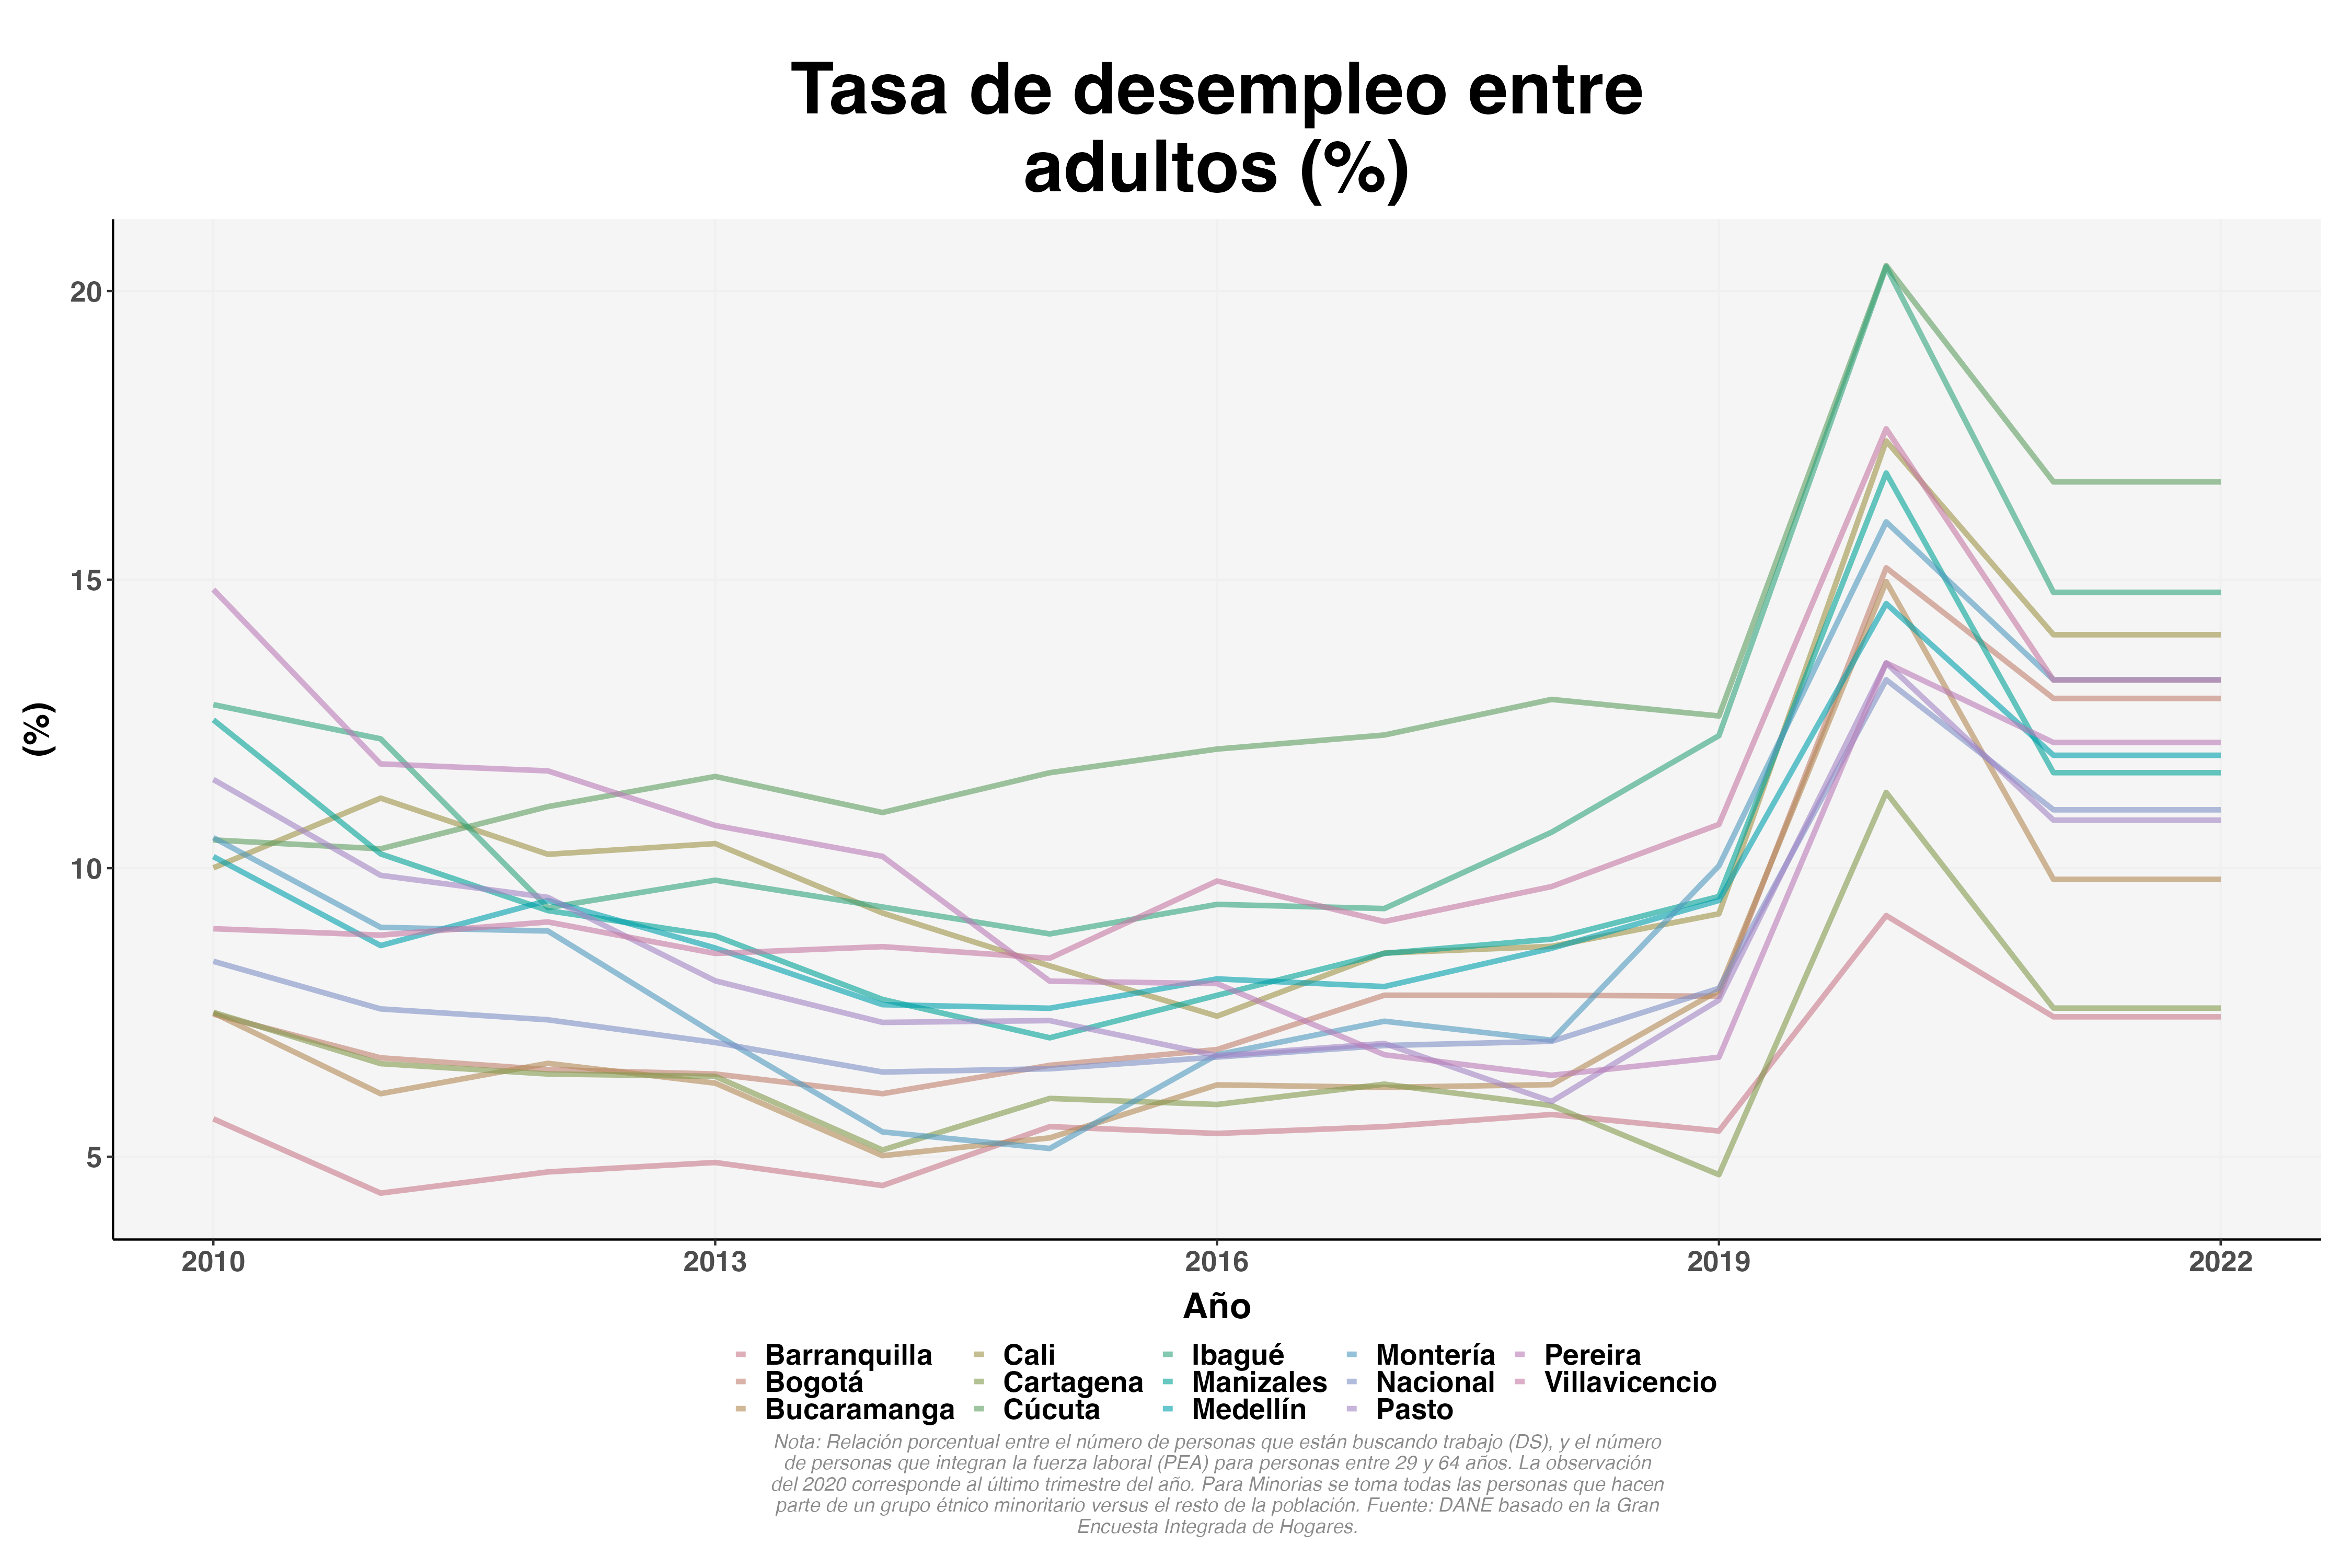 Tasa de desempleo entre
adultos (%)
(%)
20
15
10
5
2010 2013 2016 2019 2022
Año
Barranquilla Cali Ibagué Montería Pereira
Bogotá Cartagena Manizales Nacional Villavicencio
Bucaramanga Cúcuta Medellín Pasto
Nota: Relación porcentual entre el número de personas que están buscando trabajo (DS), y el número
de personas que integran la fuerza laboral (PEA) para personas entre 29 y 64 años. La observación
del 2020 corresponde al último trimestre del año. Para Minorias se toma todas las personas que hacen
parte de un grupo étnico minoritario versus el resto de la población. Fuente: DANE basado en la Gran
Encuesta Integrada de Hogares.